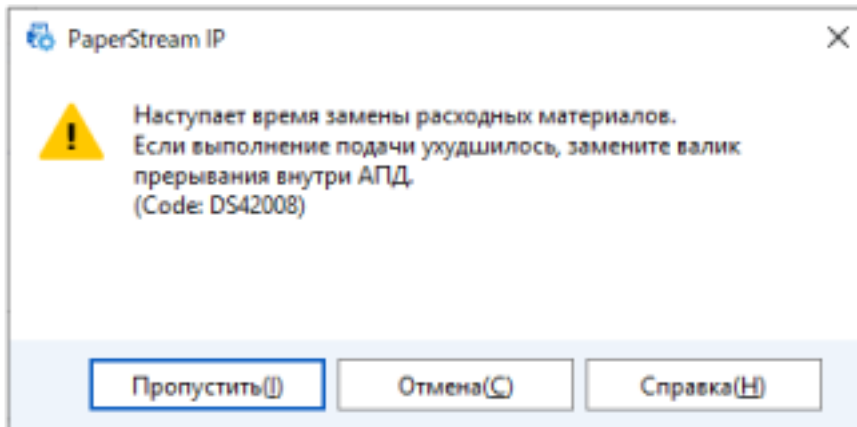 PaperStream IP
Наступает время замены расходных материалов.
Если выполнение подачи ухудшилось, замените валик
прерывания внутри АПД.
(Code: DS42008)
Пропустить(I)
Отмена(C)
Справка(H)